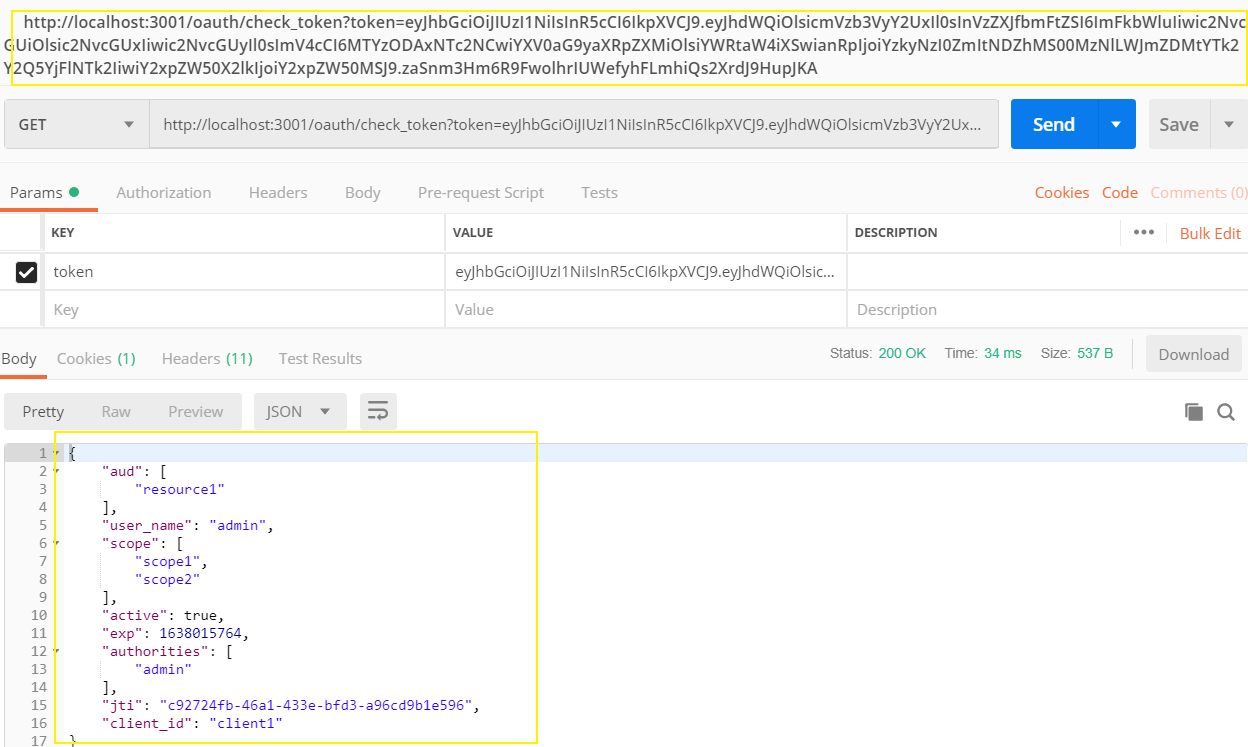 http://localhost:3001/oauth/check_token?token=eyJhbGciOiJIUzI1NiIsInR5cCI6IkpXVCJ9.eyJhdWQiOlsicmVzb3VyY2UxIl0sInVzZXJfbmFtZSI6ImFkbWluIiwic2Nvc
GUiOlsic2NvcGUxIiwic2NvcGUyIl0sImV4cCI6MTYzODAxNTc2NCwiYXV0aG9yaXRpZXMiOlsiYWRtaW4iXSwianRpIjoiYzkyNzI0ZmItNDZhMS00MzNlLWJmZDMtYTk2
Y2Q5YjFlNTk2IiwiY2xpZW50X2lkIjoiY2xpZW50MSJ9.zaSnm3Hm6R9FwolhrIUWefyhFLmhiQs2XrdJ9HupJKA
GET http://localhost:3001/oauth/check_token?token=eyJhbGciOiJIUzI1NiIsInR5cCI6IkpXVCJ9.eyJhdWQiOlsicmVzb3VyY2Ux... Send Save
Params Authorization Headers Body Pre-request Script Tests Cookies Code Comments (0)
KEY VALUE DESCRIPTION ••• Bulk Edit
token eyJhbGciOiJIUzI1NiIsInR5cCI6IkpXVCJ9.eyJhdWQiOlsic...
Key Value Description
Body Cookies (1) Headers (11) Test Results Status: 200 OK Time: 34 ms Size: 537 B Download
Pretty Raw Preview JSON
1 {
2 "aud": [
3 "resource1"
4 ],
5 "user_name": "admin",
6 "scope": [
7 "scope1",
8 "scope2"
9 ],
10 "active": true,
11 "exp": 1638015764,
12 "authorities": [
13 "admin"
14 ],
15 "jti": "c92724fb-46a1-433e-bfd3-a96cd9b1e596",
16 "client_id": "client1"
17 }